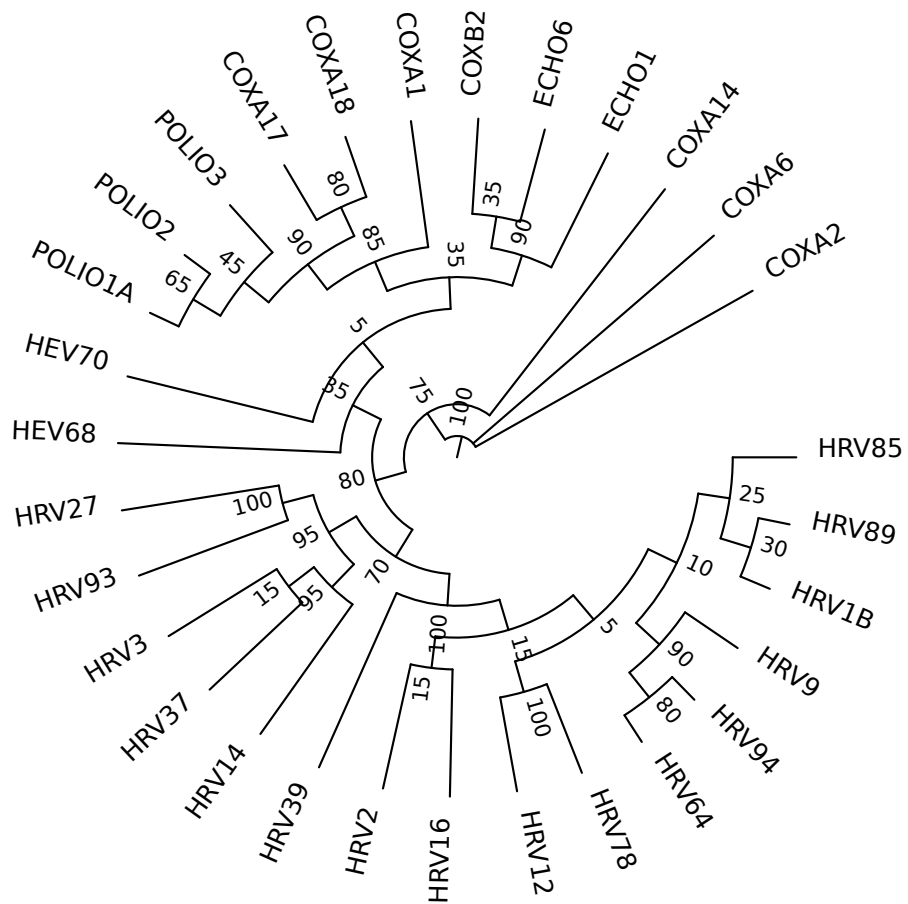 COXB2
ECHO6
COXA1
COXA18
ECHO1
COXA17
COXA14
POLIO3
COXA6
POLIO2
COXA2
POLIO1A
80
35
90
85
90
35
45
65
5
HEV70
35
75
100
HEV68
HRV85
80
25
HRV27
100
HRV89
95
30
10
70
HRV93
15
95
HRV1B
5
100
15
90
HRV3
HRV9
15
100
80
HRV37
HRV94
HRV14
HRV64
HRV39
HRV2
HRV16
HRV12
HRV78